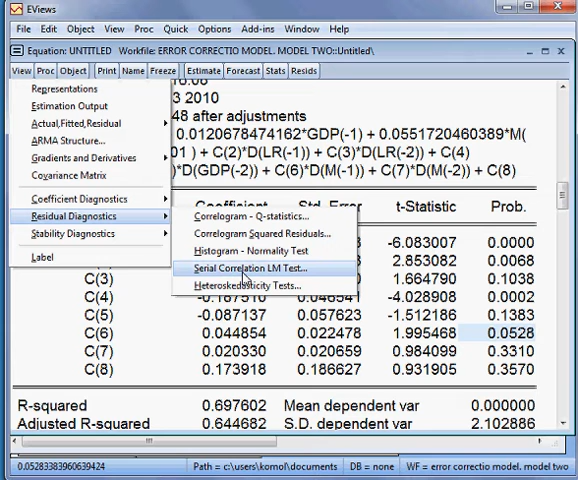 EViews
File Edit Object View Proc Quick Options Add-ins Window Help
Equation: UNTITLED Workfile: ERROR CORRECTIO MODEL. MODEL TWO::Untitled\
View Proc Object Print Name Freeze Estimate Forecast Stats Resids
Representations
Estimation Output
Actual,Fitted,Residual
ARMA Structure...
Gradients and Derivatives
Covariance Matrix
Coefficient Diagnostics
Residual Diagnostics
Stability Diagnostics
Label
Correlogram - Q-statistics...
Correlogram Squared Residuals...
Histogram - Normality Test
Serial Correlation LM Test...
Heteroskedasticity Tests...
3 2010
48 after adjustments
0.0120678474162*GDP(-1) + 0.0551720460389*M(
01 ) + C(2)*D(LR(-1)) + C(3)*D(LR(-2)) + C(4)
)*D(GDP(-2)) + C(6)*D(M(-1)) + C(7)*D(M(-2)) + C(8)
Coefficient Std. Error t-Statistic Prob.
-6.083007
2.853082 0.0068
C(3) 1.664790 0.1038
C(4) -0.187510 0.046541 -4.028908 0.0002
C(5) -0.087137 0.057623 -1.512186 0.1383
C(6) 0.044854 0.022478 1.995468 0.0528
C(7) 0.020330 0.020659 0.984099 0.3310
C(8) 0.173918 0.186627 0.931905 0.3570
R-squared 0.697602 Mean dependent var 0.000000
Adjusted R-squared 0.644682 S.D. dependent var 2.102886
0.05283383960639424 Path = c:\users\komol\documents DB = none WF = error correctio model. model two